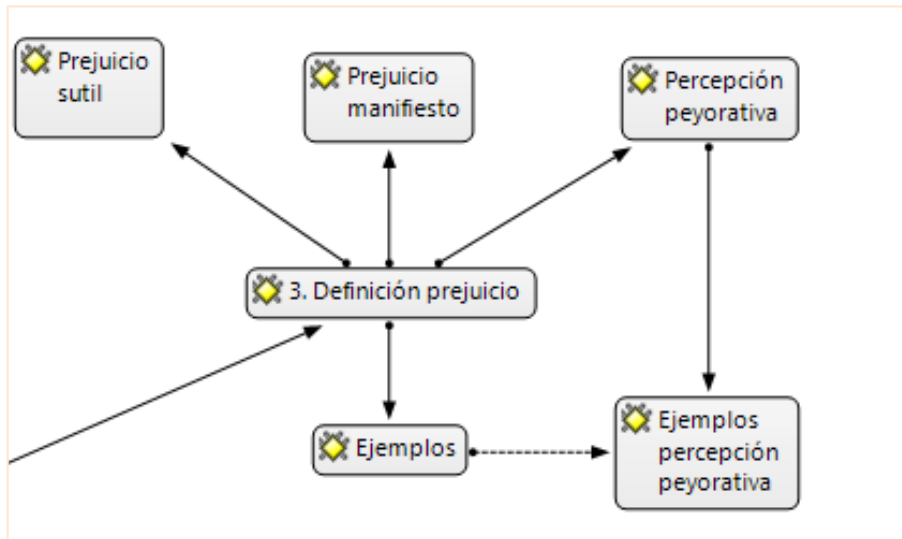 Prejuicio
sutil
Prejuicio
manifiesto
Percepción
peyorativa
3. Definición prejuicio
Ejemplos
Ejemplos
percepción
peyorativa